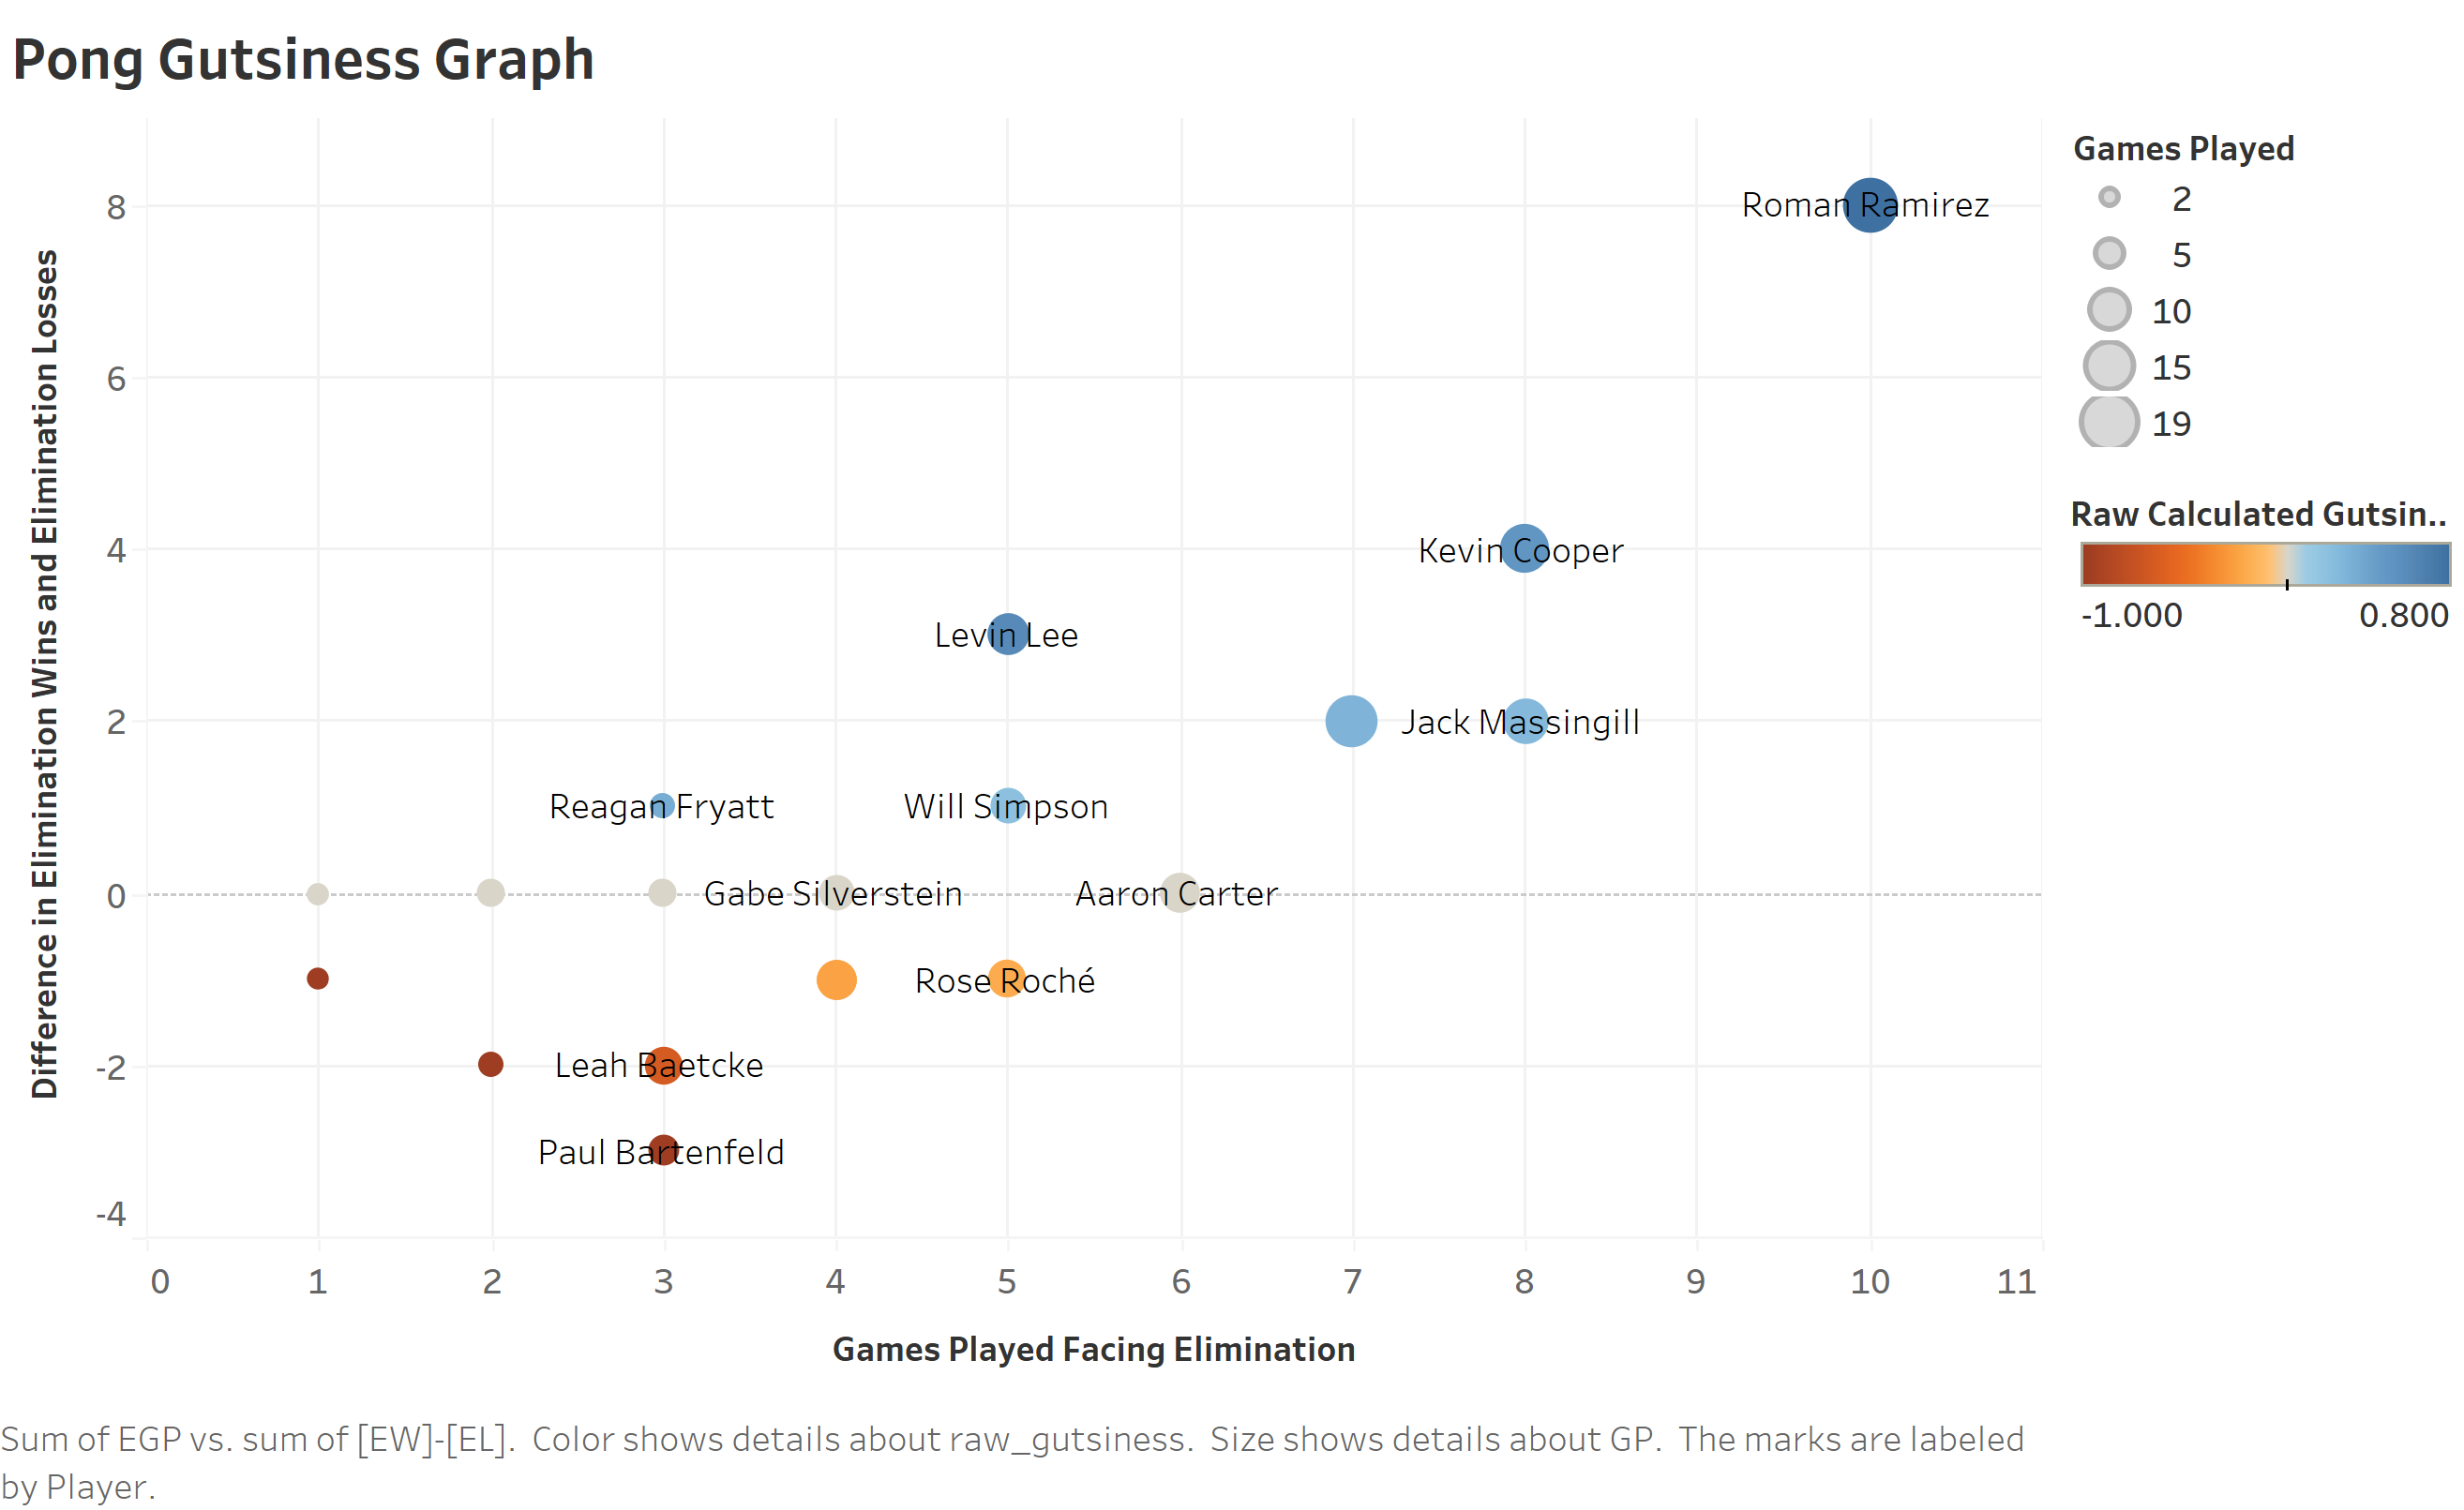 Pong Gutsiness Graph
Difference in Elimination Wins and Elimination Losses
8
6
4
2
0
-2
-4
Roman Ramirez
Kevin Cooper
Levin Lee
Jack Massingill
Reagan Fryatt
Will Simpson
Gabe Silverstein
Aaron Carter
Rose Roché
Leah Baetcke
Paul Bartenfeld
0 1 2 3 4 5 6 7 8 9 10 11
Games Played Facing Elimination
Games Played
2
5
10
15
19
Raw Calculated Gutsin..
-1.000 0.800
Sum of EGP vs. sum of [EW]-[EL].  Color shows details about raw_gutsiness.  Size shows details about GP.  The marks are labeled
by Player.